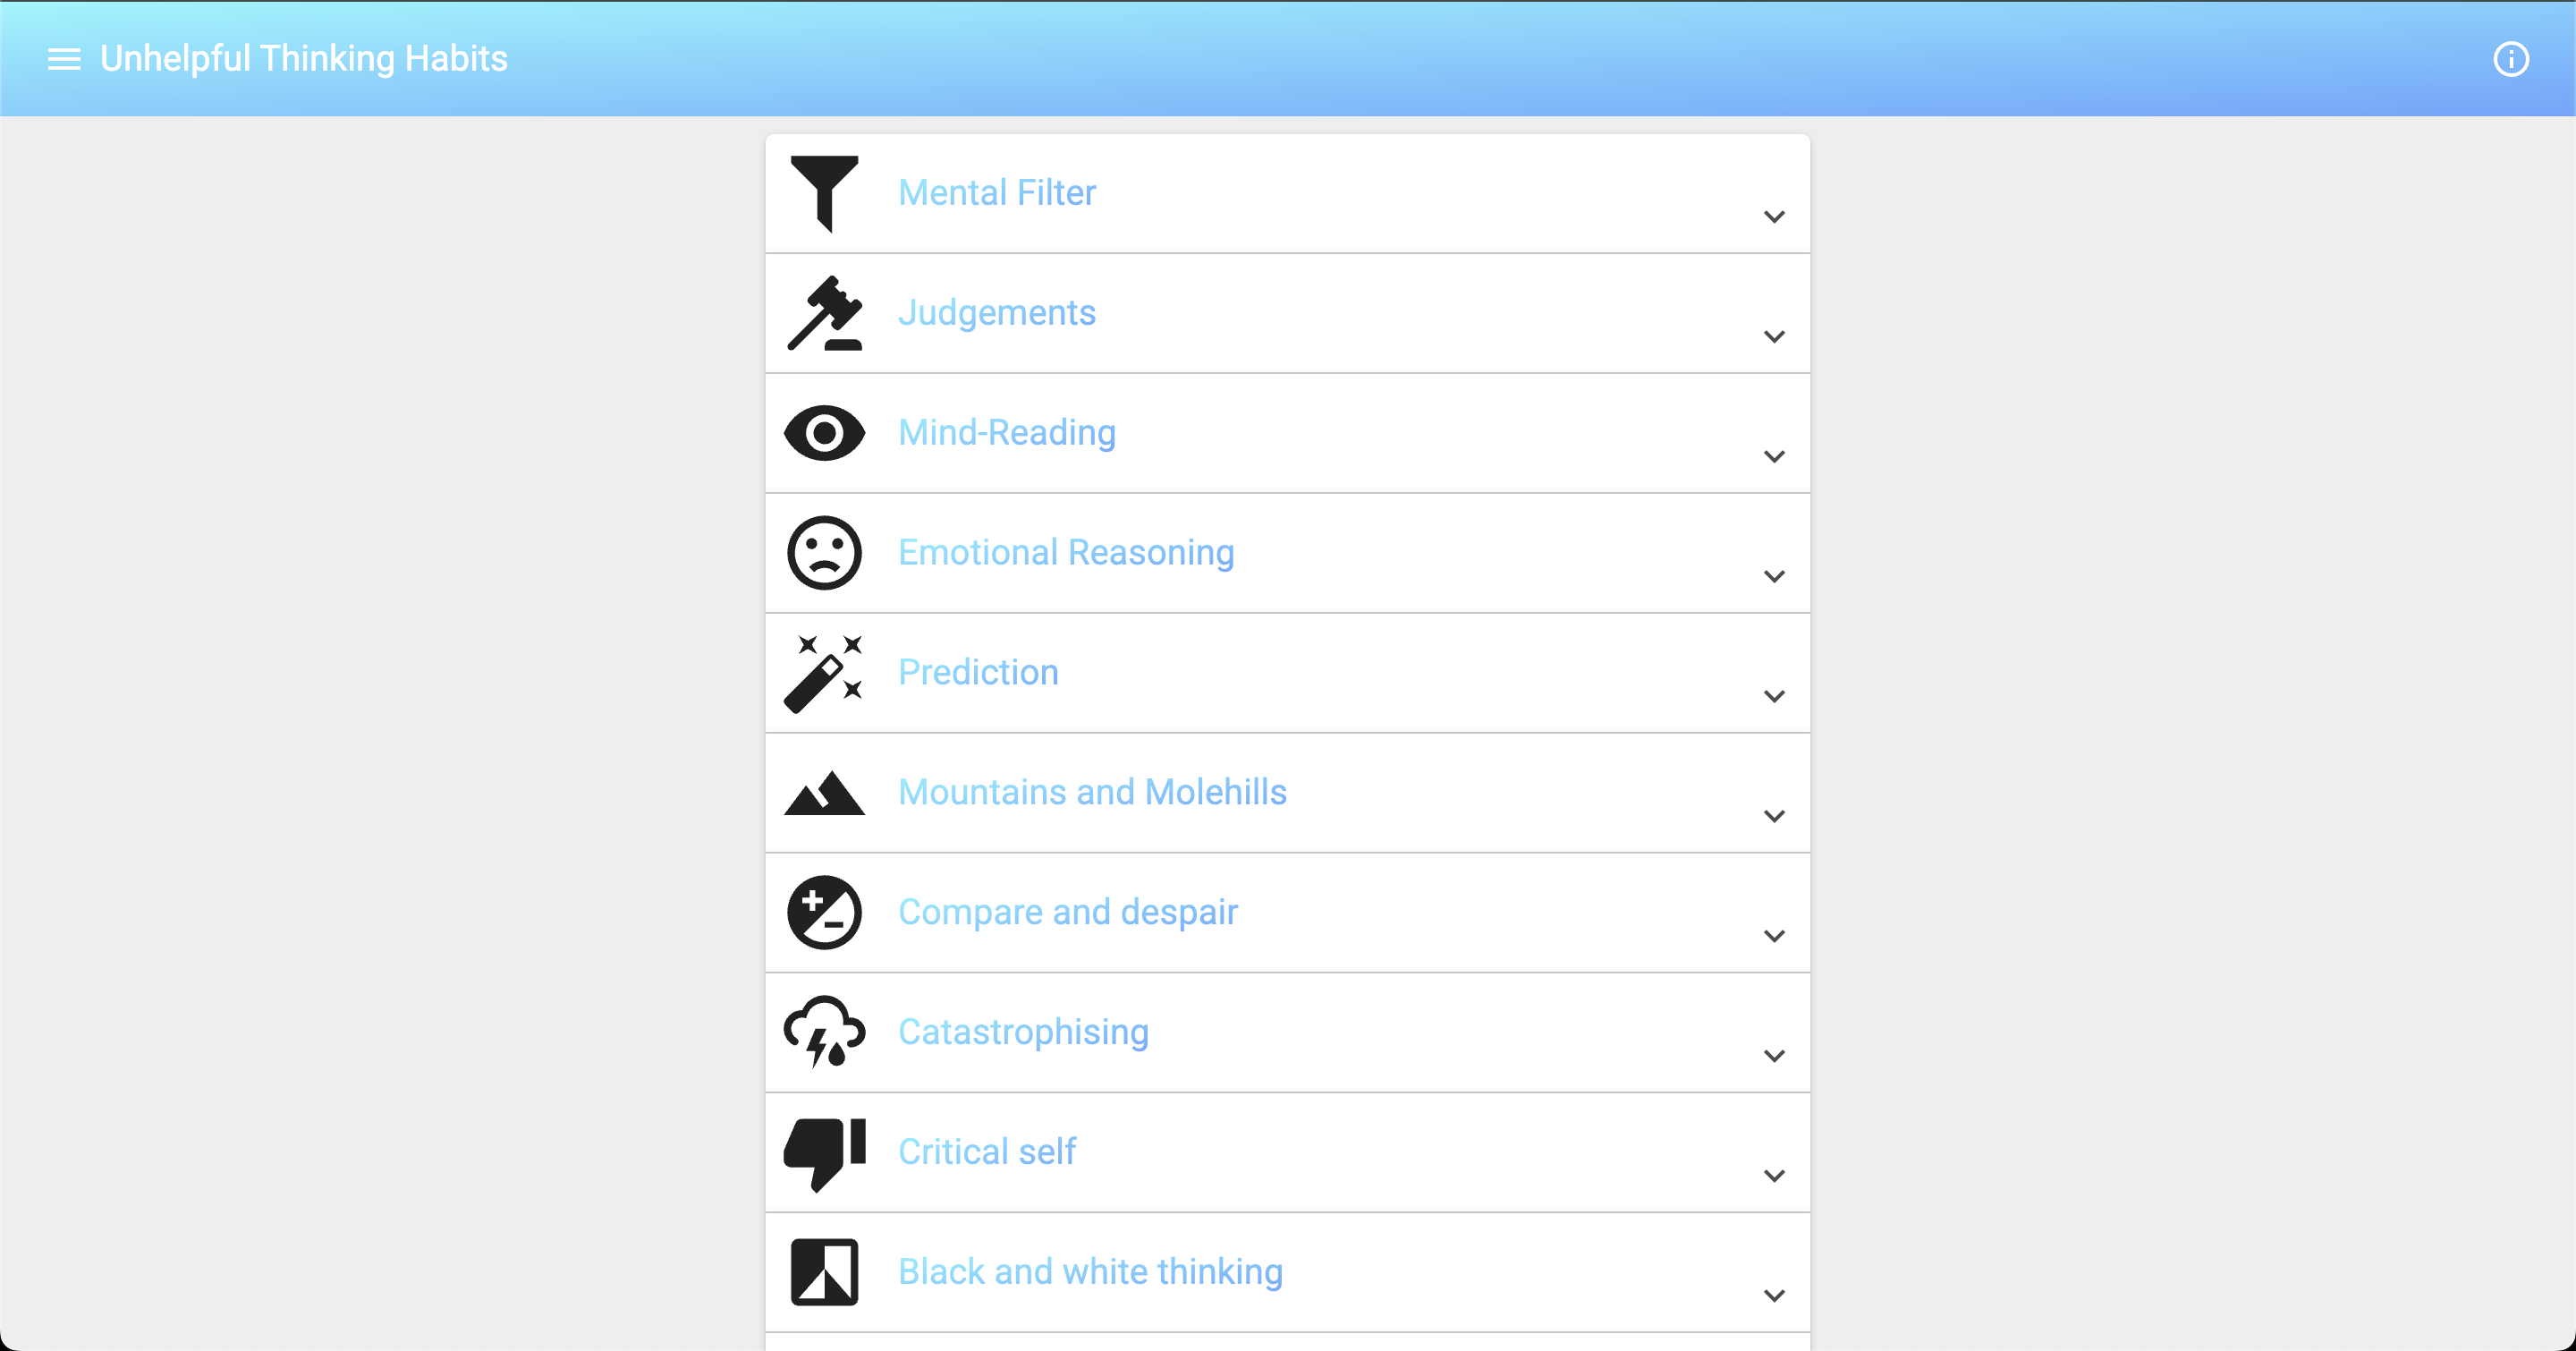 Unhelpful Thinking Habits
Mental Filter
Judgements
Mind-Reading
Emotional Reasoning
Prediction
Mountains and Molehills
Compare and despair
Catastrophising
Critical self
Black and white thinking